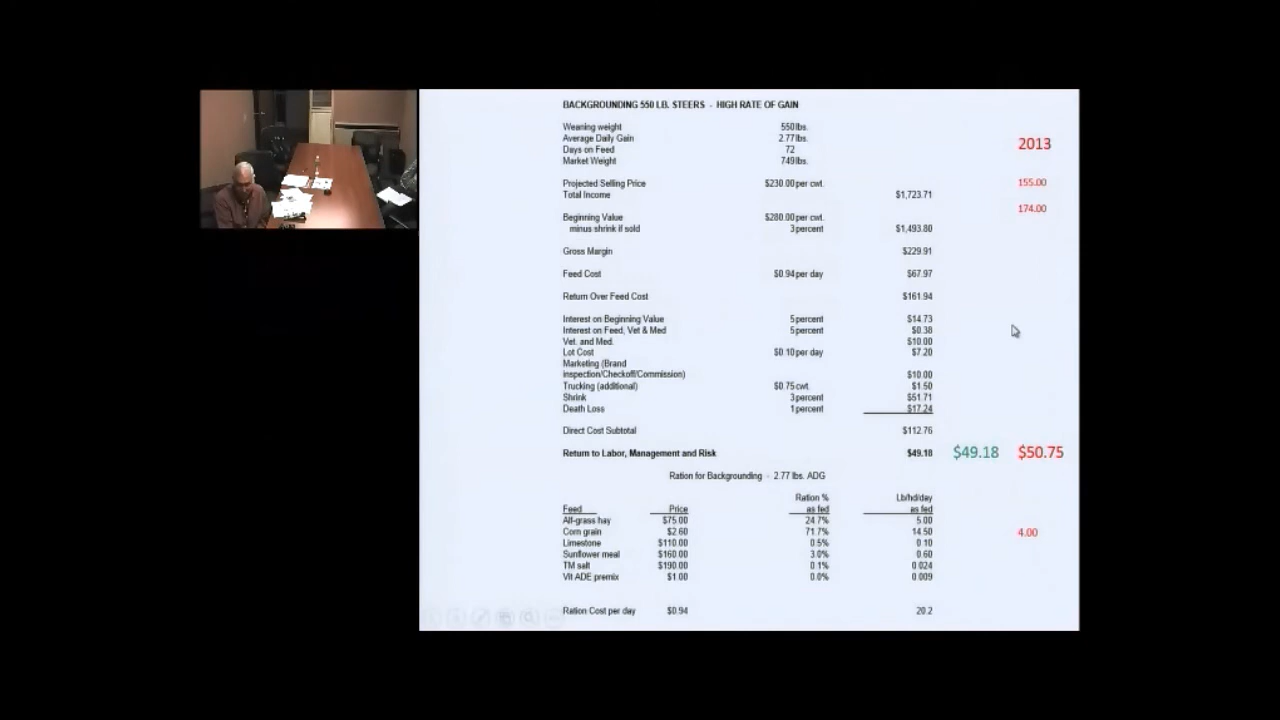 BACKGROUNDING 550 LB. STEERS - HIGH RATE OF GAIN
Weaning weight 550 lbs.
Average Daily Gain 2.77 lbs. 2013
Days on Feed 72
Market Weight 749 lbs.
Projected Selling Price $230.00 per cwt. 155.00
Total Income $1,723.71
174.00
Beginning Value $280.00 per cwt.
minus shrink if sold 3 percent $1,493.80
Gross Margin $229.91
Feed Cost $0.94 per day $67.97
Return Over Feed Cost $161.94
Interest on Beginning Value 5 percent $14.73
Interest on Feed, Vet & Med 5 percent $0.38
Vet. and Med. $10.00
Lot Cost $0.10 per day $7.20
Marketing (Brand
inspection/Checkoff/Commission) $10.00
Trucking (additional) $0.75 cwt. $1.50
Shrink 3 percent $51.71
Death Loss 1 percent $17.24
Direct Cost Subtotal $112.76
Return to Labor, Management and Risk $49.18 $49.18 $50.75
Ration for Backgrounding - 2.77 lbs. ADG
Ration % Lb/hd/day
Feed Price as fed as fed
Alf-grass hay $75.00 24.7% 5.00
Corn grain $2.60 71.7% 14.50 4.00
Limestone $110.00 0.5% 0.10
Sunflower meal $160.00 3.0% 0.60
TM salt $190.00 0.1% 0.024
Vit ADE premix $1.00 0.0% 0.009
Ration Cost per day $0.94 20.2